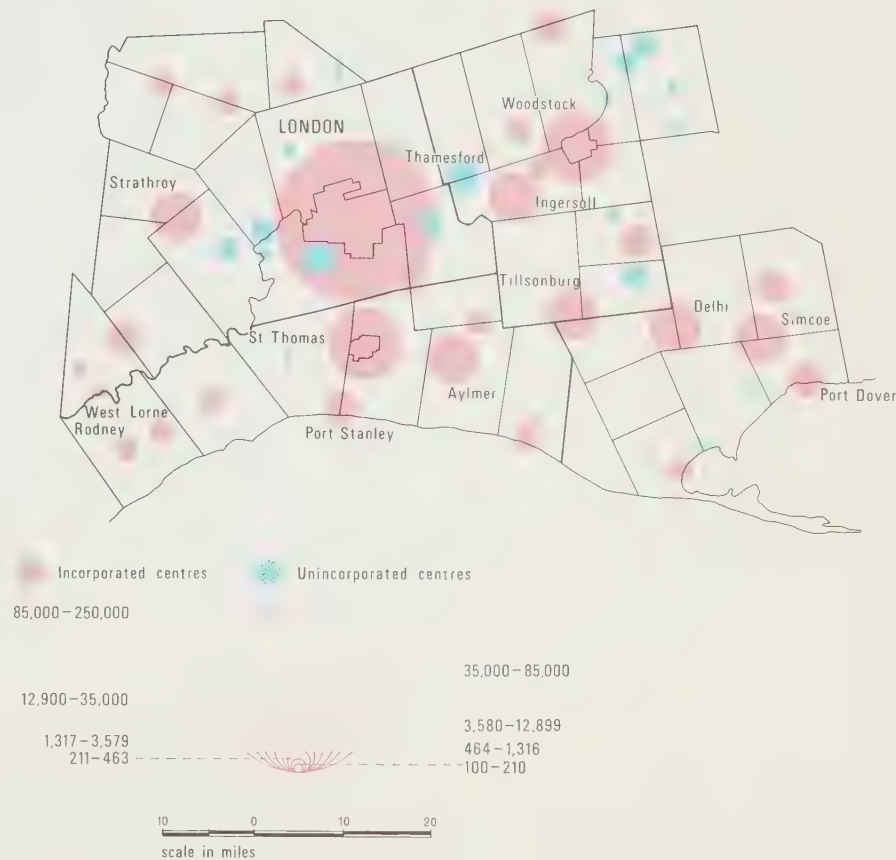 Woodstock
LONDON
Thamesford
Strathroy
Ingersoll
Tillsonburg
Delhi
Simcoe
St Thomas
Aylmer
Port Dover
West Lorne
Rodney
Port Stanley
Incorporated centres
Unincorporated centres
85,000–250,000
35,000–85,000
12,900–35,000
3,580–12,899
1,317–3,579
464–1,316
211–463
100–210
10 0 10 20
scale in miles